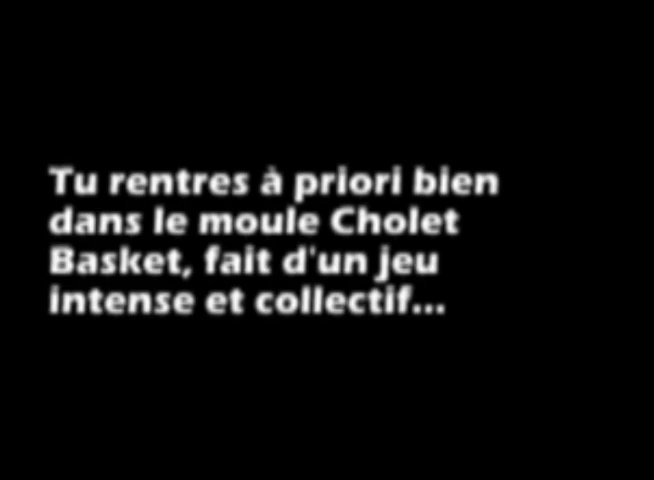 Tu rentres à priori bien
dans le moule Cholet
Basket, fait d'un jeu
intense et collectif...